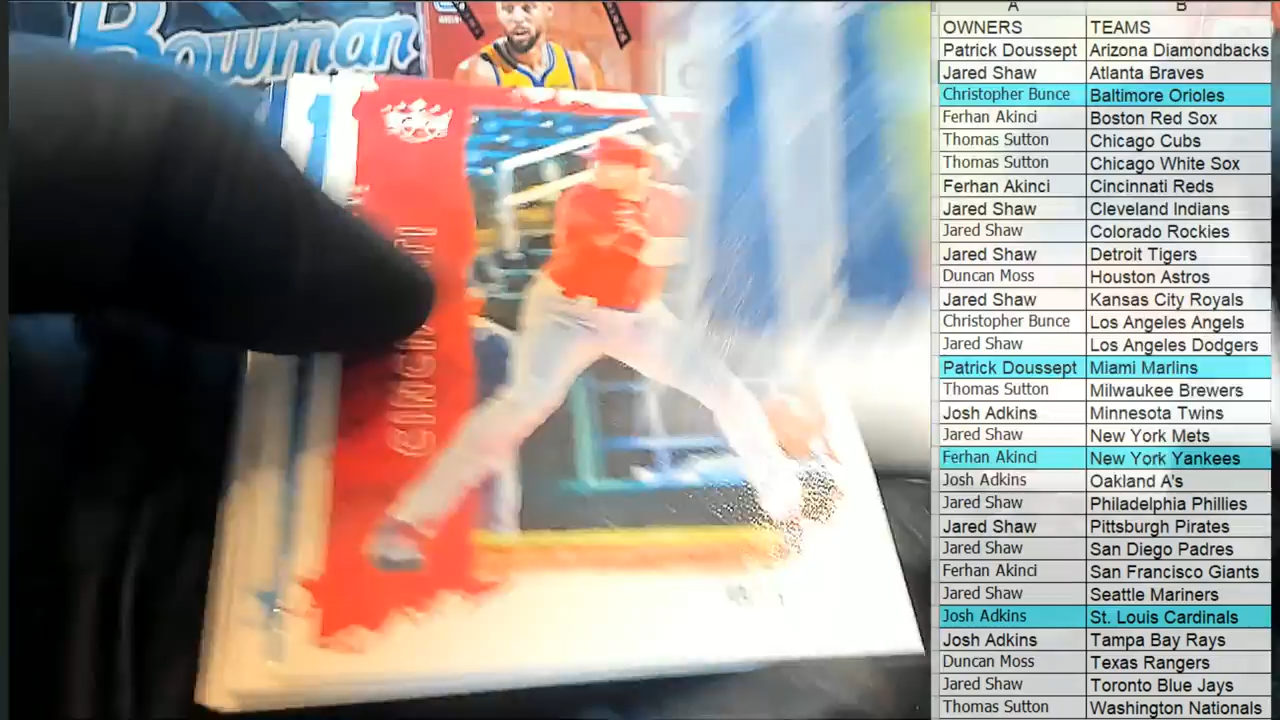 Bowman
CINCINNATI
A B
OWNERS TEAMS
Patrick Doussept Arizona Diamondbacks
Jared Shaw Atlanta Braves
Christopher Bunce Baltimore Orioles
Ferhan Akinci Boston Red Sox
Thomas Sutton Chicago Cubs
Thomas Sutton Chicago White Sox
Ferhan Akinci Cincinnati Reds
Jared Shaw Cleveland Indians
Jared Shaw Colorado Rockies
Jared Shaw Detroit Tigers
Duncan Moss Houston Astros
Jared Shaw Kansas City Royals
Christopher Bunce Los Angeles Angels
Jared Shaw Los Angeles Dodgers
Patrick Doussept Miami Marlins
Thomas Sutton Milwaukee Brewers
Josh Adkins Minnesota Twins
Jared Shaw New York Mets
Ferhan Akinci New York Yankees
Josh Adkins Oakland A's
Jared Shaw Philadelphia Phillies
Jared Shaw Pittsburgh Pirates
Jared Shaw San Diego Padres
Ferhan Akinci San Francisco Giants
Jared Shaw Seattle Mariners
Josh Adkins St. Louis Cardinals
Josh Adkins Tampa Bay Rays
Duncan Moss Texas Rangers
Jared Shaw Toronto Blue Jays
Thomas Sutton Washington Nationals